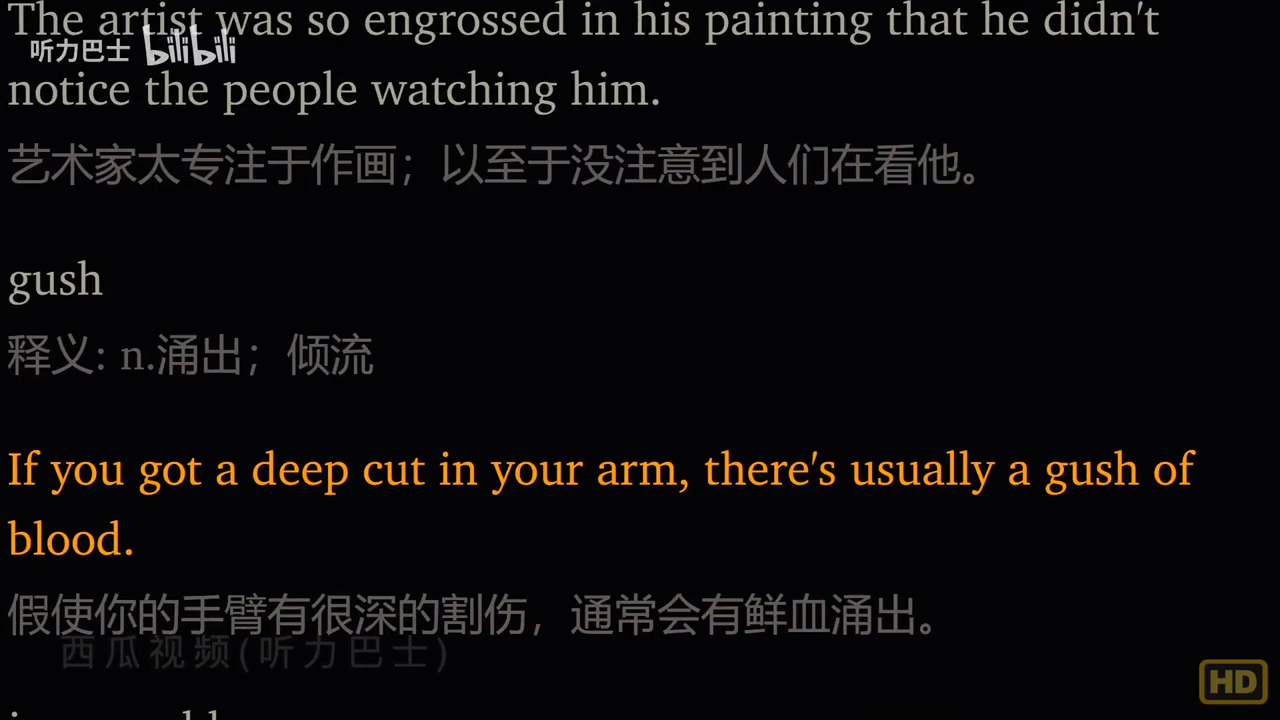 The artist was so engrossed in his painting that he didn't
听力巴士 bilibili
notice the people watching him.
艺术家太专注于作画；以至于没注意到人们在看他。
gush
释义: n.涌出；倾流
If you got a deep cut in your arm, there's usually a gush of
blood.
假使你的手臂有很深的割伤，通常会有鲜血涌出。
西瓜视频(听力巴士)
HD